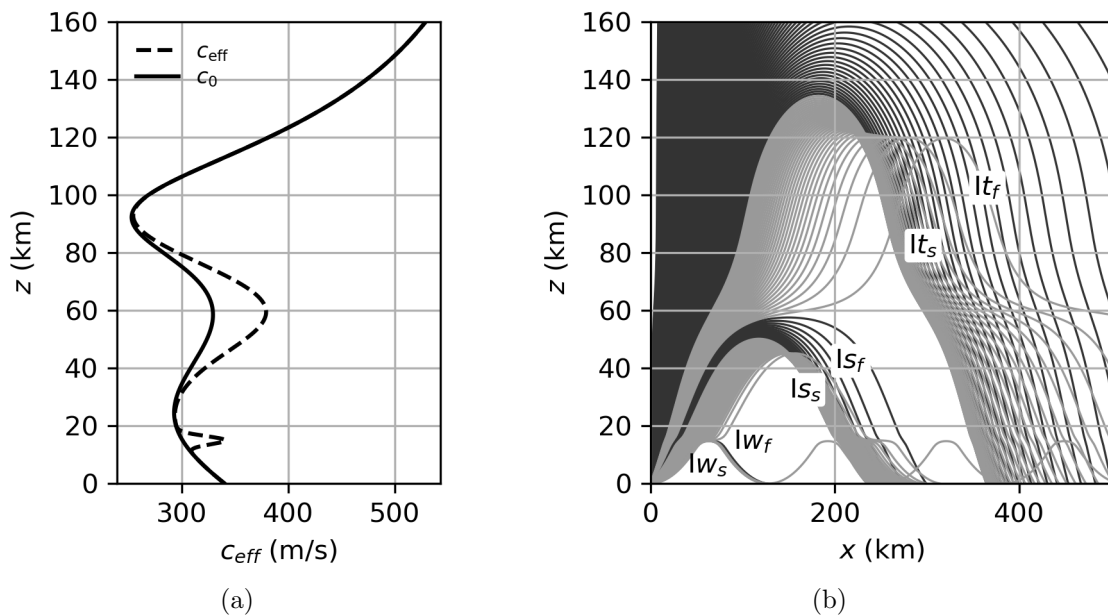 160
140
120
100
80
60
40
20
0
z (km)
c_eff
c_0
300 400 500
c_eff (m/s)
(a)
160
140
120
100
80
60
40
20
0
z (km)
It_f
It_s
Is_f
Is_s
Iw_f
Iw_s
0 200 400
x (km)
(b)